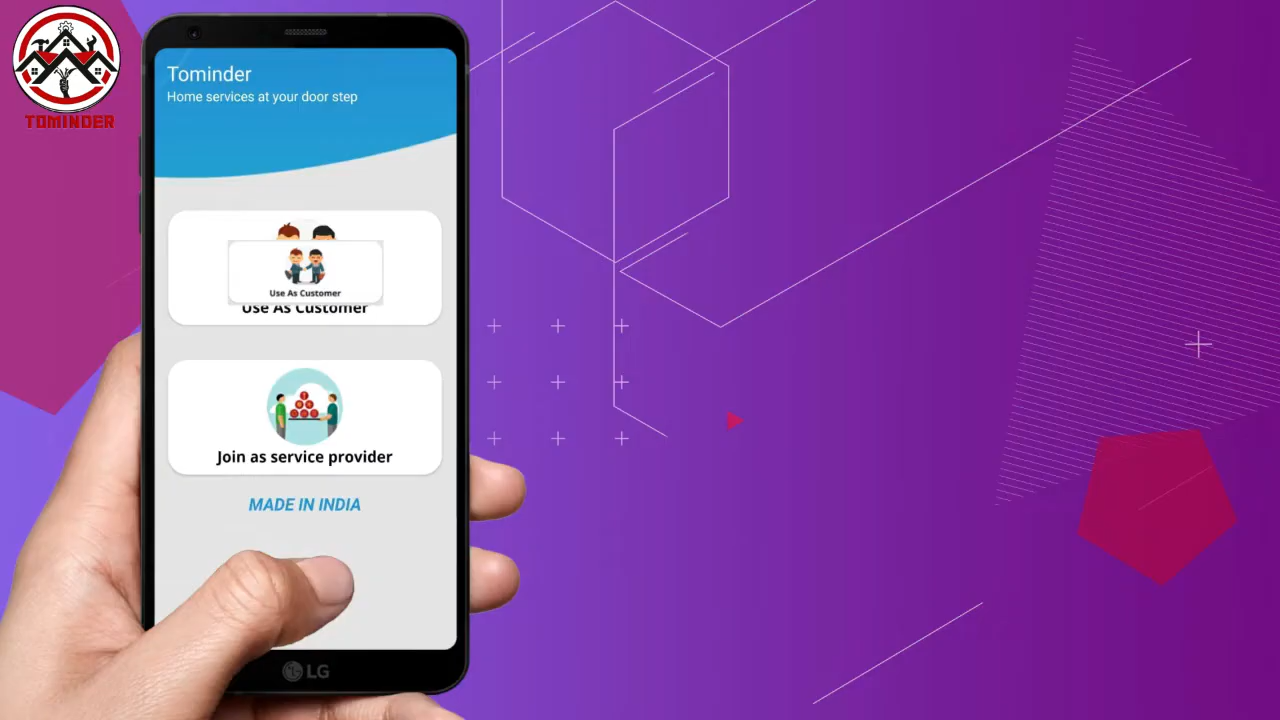 TOMINDER
Tominder
Home services at your door step
Use As Customer
Use As Customer
Join as service provider
MADE IN INDIA
LG